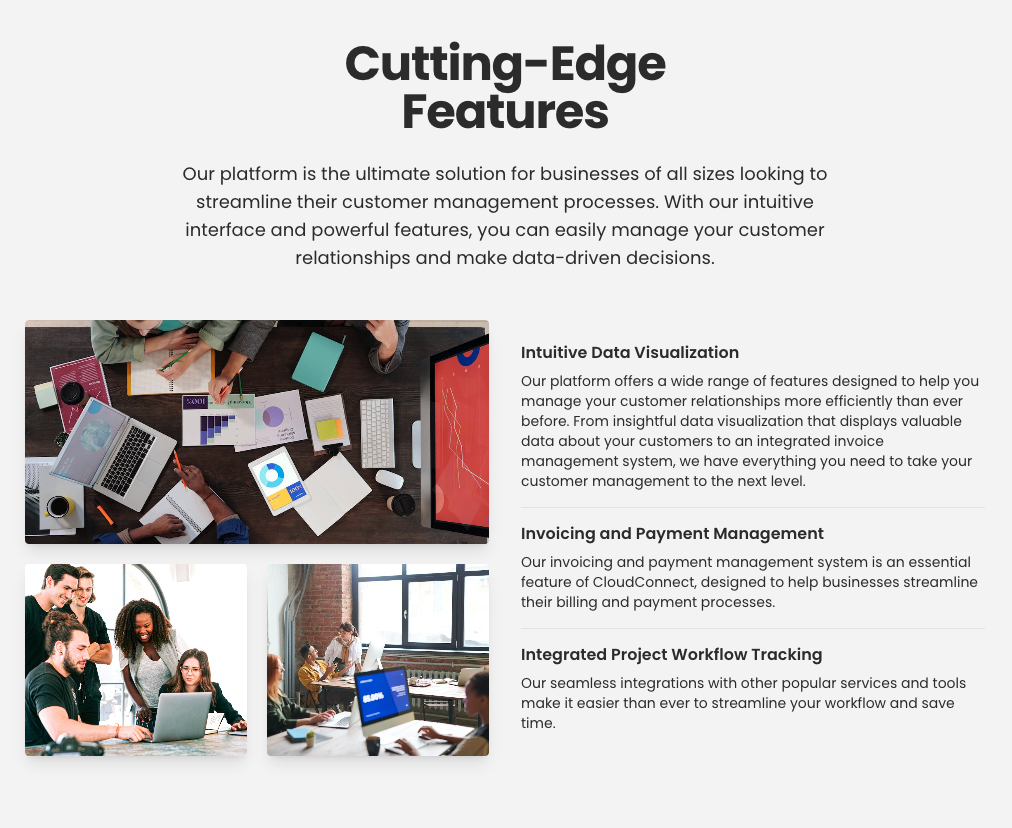 Cutting-Edge
Features
Our platform is the ultimate solution for businesses of all sizes looking to
streamline their customer management processes. With our intuitive
interface and powerful features, you can easily manage your customer
relationships and make data-driven decisions.
Intuitive Data Visualization
Our platform offers a wide range of features designed to help you
manage your customer relationships more efficiently than ever
before. From insightful data visualization that displays valuable
data about your customers to an integrated invoice
management system, we have everything you need to take your
customer management to the next level.
Invoicing and Payment Management
Our invoicing and payment management system is an essential
feature of CloudConnect, designed to help businesses streamline
their billing and payment processes.
Integrated Project Workflow Tracking
Our seamless integrations with other popular services and tools
make it easier than ever to streamline your workflow and save
time.